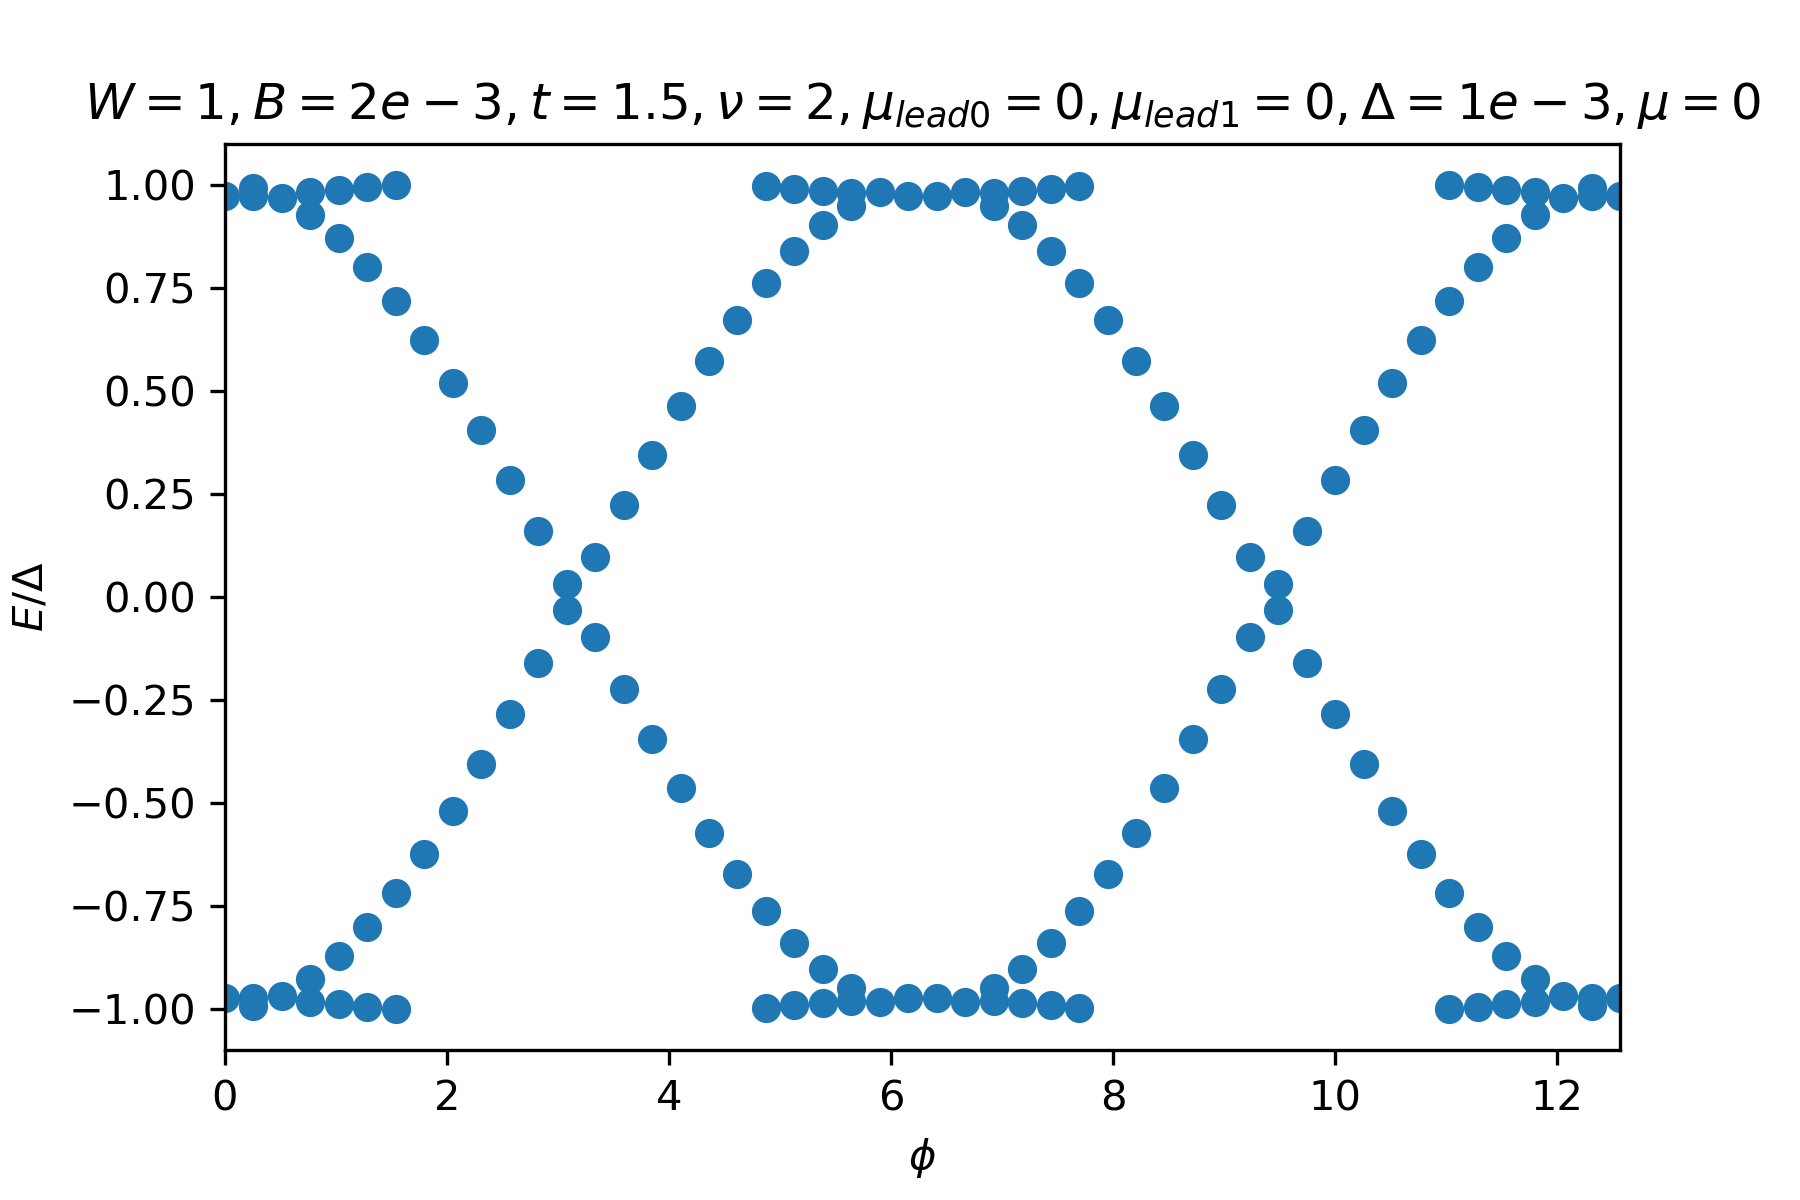 W = 1, B = 2e − 3, t = 1.5, ν = 2, μ_lead0 = 0, μ_lead1 = 0, Δ = 1e − 3, μ = 0
1.00
0.75
0.50
0.25
0.00
−0.25
−0.50
−0.75
−1.00
E/Δ
0 2 4 6 8 10 12
ϕ